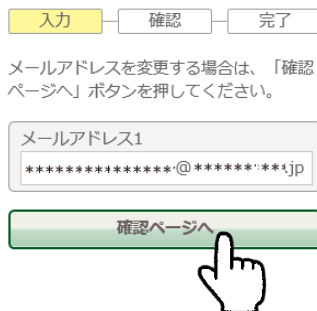 入力 確認 完了
メールアドレスを変更する場合は、「確認
ページへ」ボタンを押してください。
メールアドレス1
***************@*********jp
確認ページへ